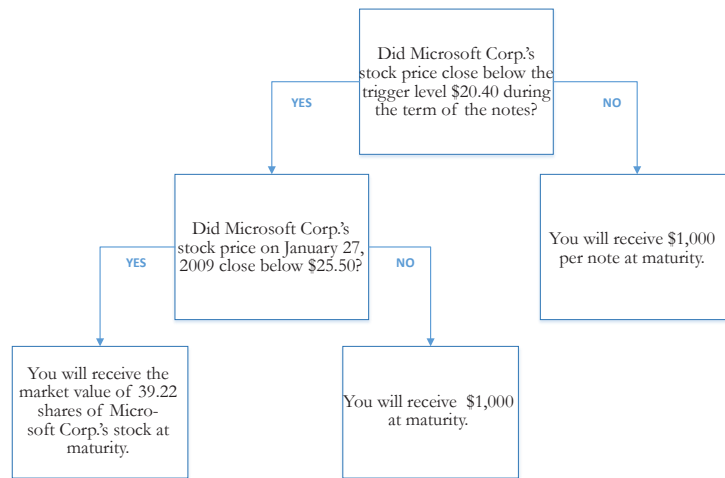 Did Microsoft Corp.'s
stock price close below the
trigger level $20.40 during
the term of the notes?
YES
NO
Did Microsoft Corp.'s
stock price on January 27,
2009 close below $25.50?
You will receive $1,000
per note at maturity.
YES
NO
You will receive the
market value of 39.22
shares of Micro-
soft Corp.'s stock at
maturity.
You will receive $1,000
at maturity.